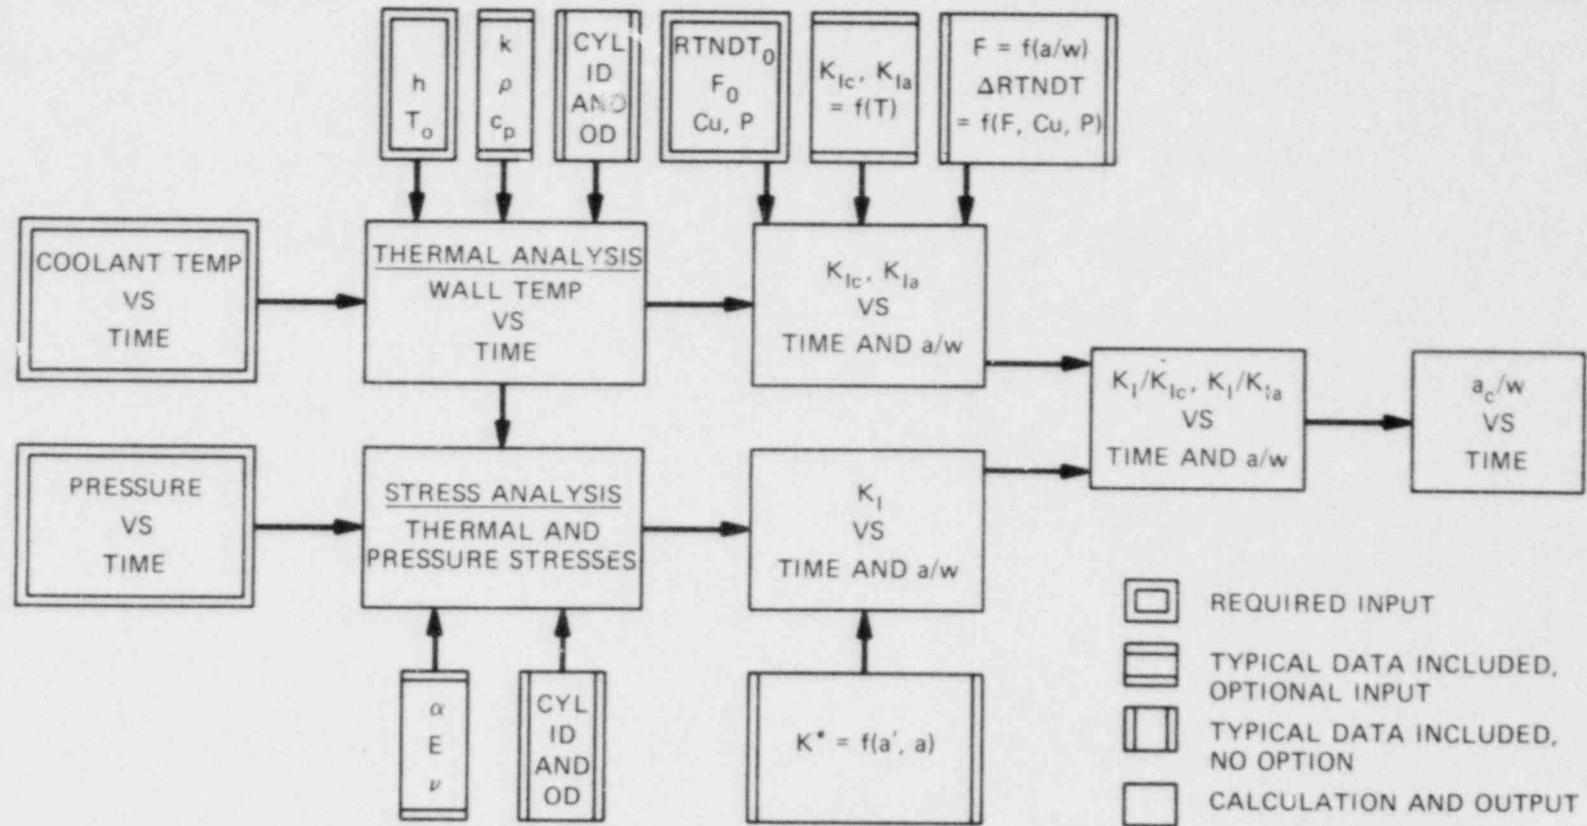 h
T₀
k
ρ
c_p
CYL
ID
AND
OD
RTNDT₀
F₀
Cu, P
K_Ic, K_Ia
= f(T)
F = f(a/w)
ΔRTNDT
= f(F, Cu, P)
COOLANT TEMP
VS
TIME
THERMAL ANALYSIS
WALL TEMP
VS
TIME
K_Ic, K_Ia
VS
TIME AND a/w
K_I/K_Ic, K_I/K_Ia
VS
TIME AND a/w
a_c/w
VS
TIME
PRESSURE
VS
TIME
STRESS ANALYSIS
THERMAL AND
PRESSURE STRESSES
K_I
VS
TIME AND a/w
α
E
ν
CYL
ID
AND
OD
K* = f(a', a)
REQUIRED INPUT
TYPICAL DATA INCLUDED,
OPTIONAL INPUT
TYPICAL DATA INCLUDED,
NO OPTION
CALCULATION AND OUTPUT